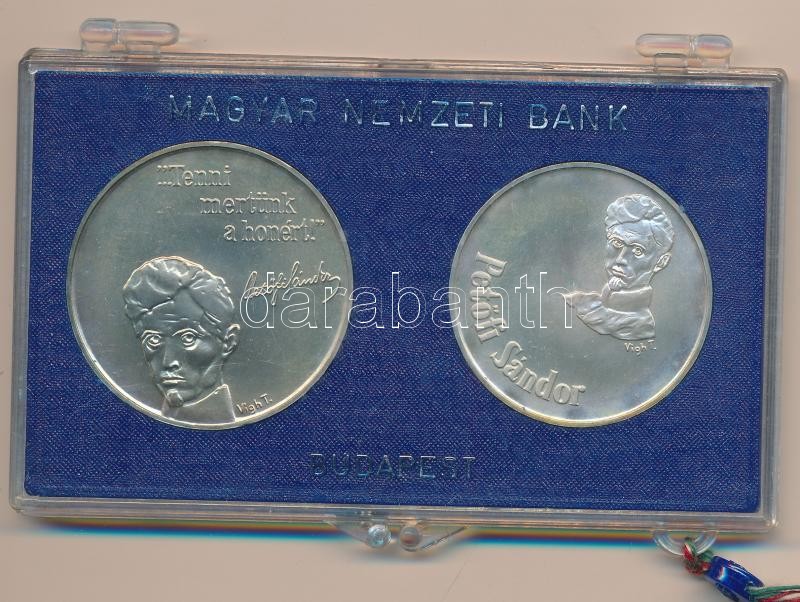 MAGYAR NEMZETI BANK
"Tenni
mertünk
a honért!"
Petőfi Sándor
Vigh T.
Petőfi Sándor
Vigh T.
darabanth
BUDAPEST